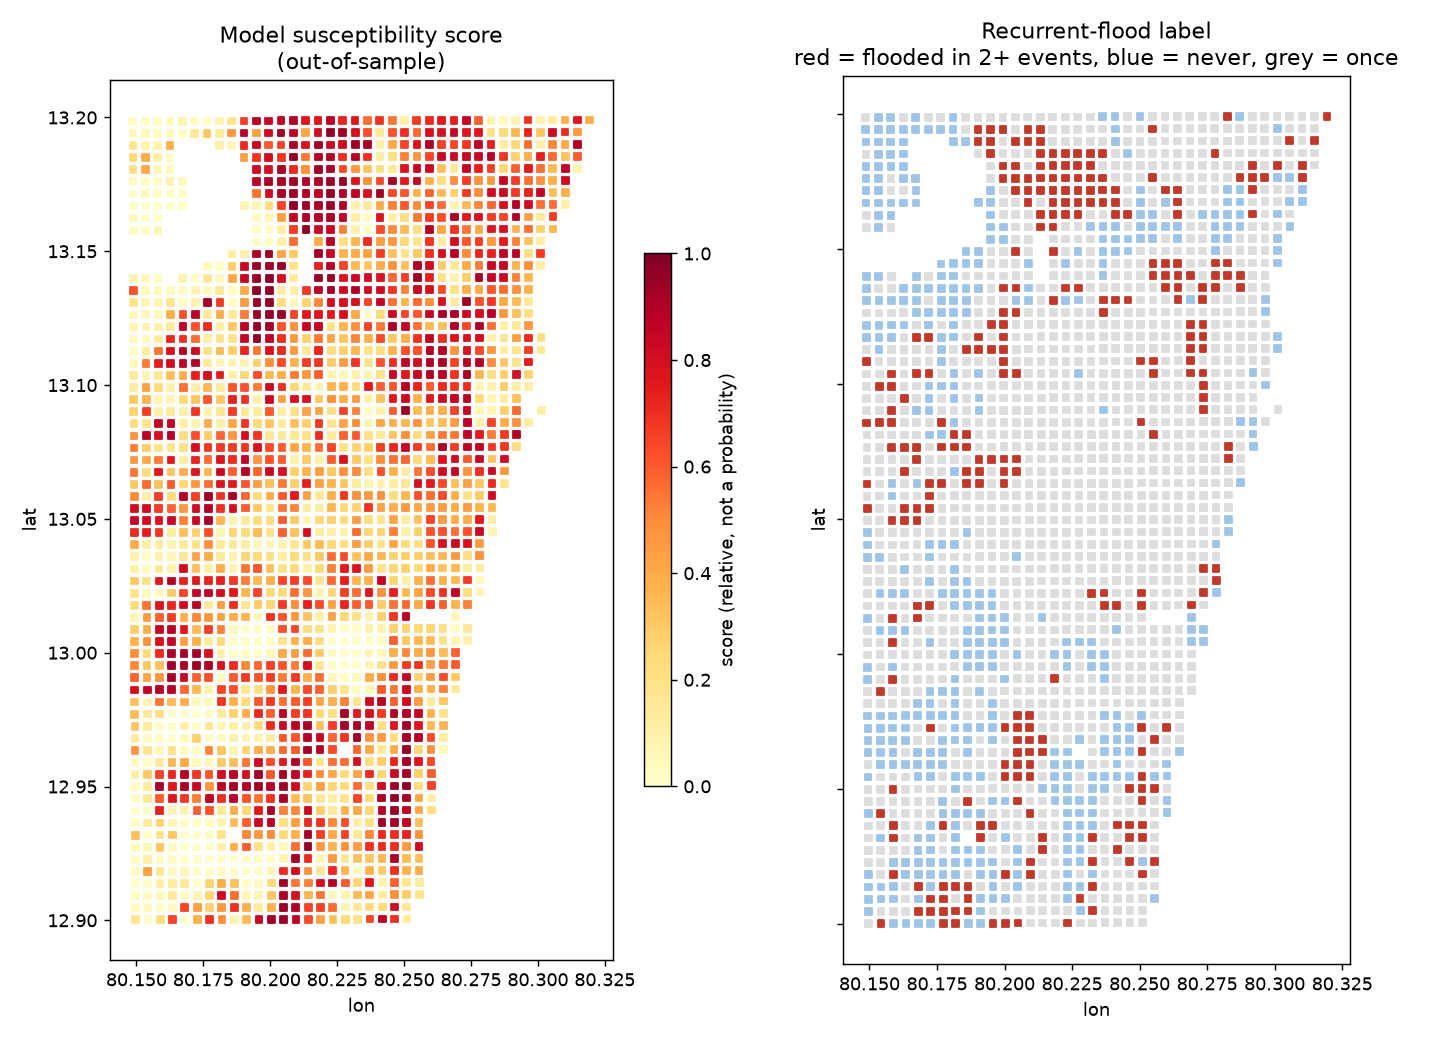 Model susceptibility score
(out-of-sample)
Recurrent-flood label
red = flooded in 2+ events, blue = never, grey = once
13.20
13.15
13.10
13.05
13.00
12.95
12.90
lat
80.150 80.175 80.200 80.225 80.250 80.275 80.300 80.325
lon
1.0
0.8
0.6
0.4
0.2
0.0
score (relative, not a probability)
lat
80.150 80.175 80.200 80.225 80.250 80.275 80.300 80.325
lon